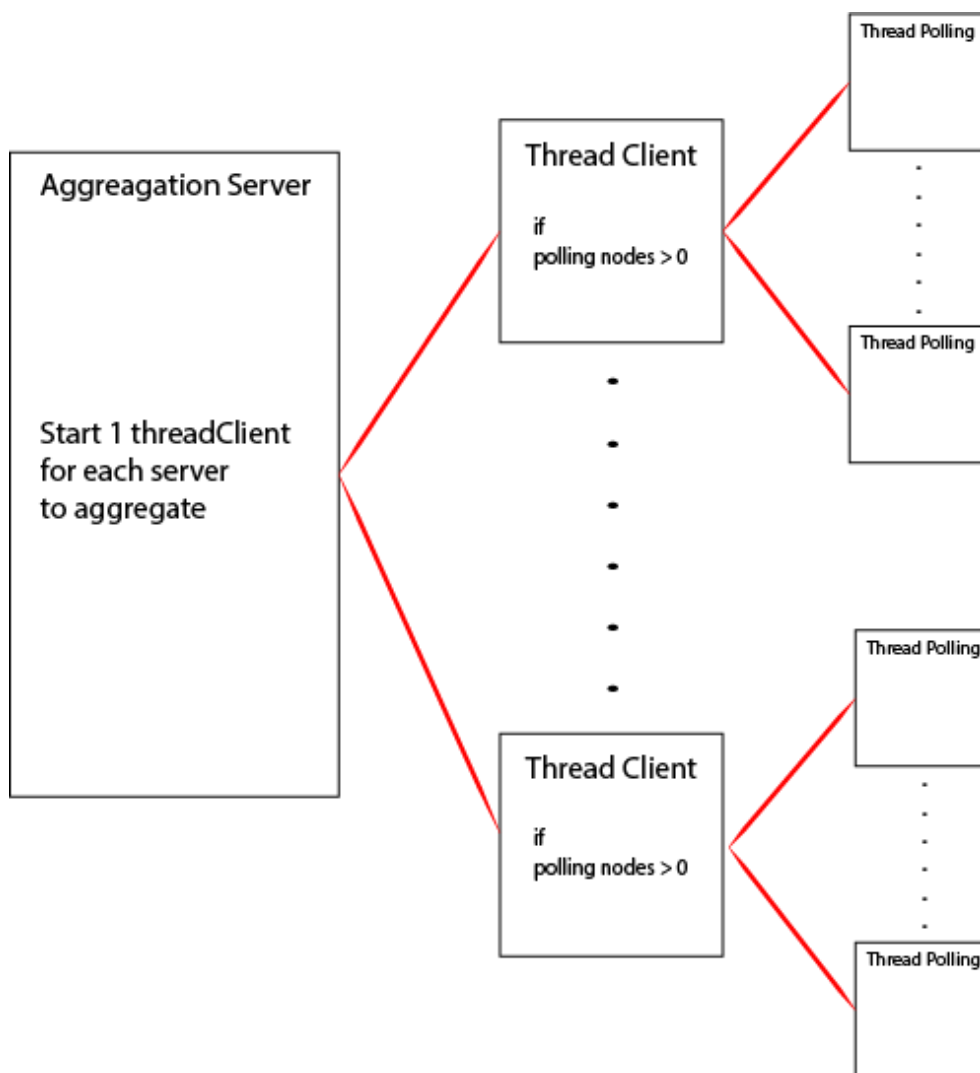 Aggreagation Server
Start 1 threadClient
for each server
to aggregate
Thread Client
if
polling nodes > 0
Thread Polling
Thread Polling
Thread Client
if
polling nodes > 0
Thread Polling
Thread Polling